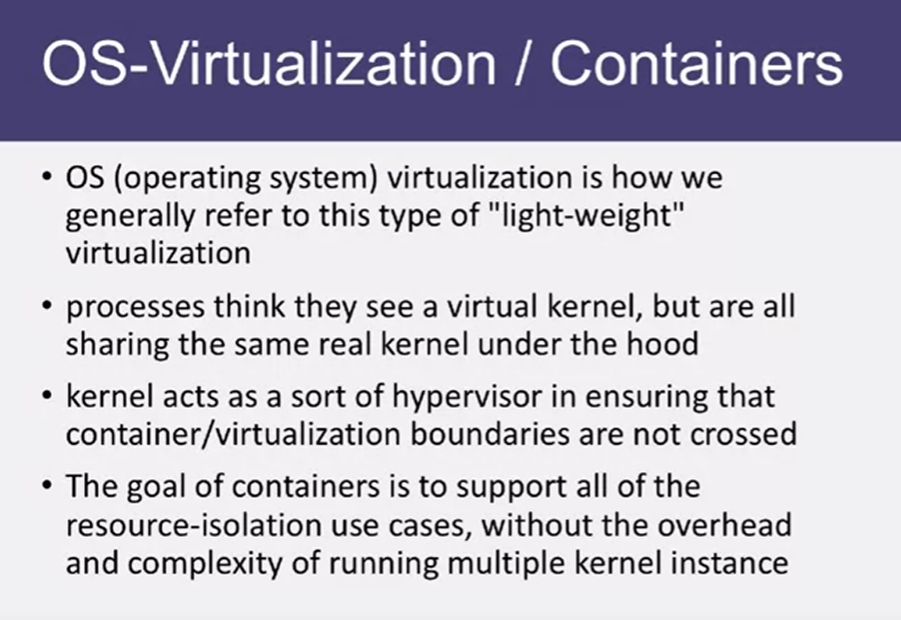 OS-Virtualization / Containers
• OS (operating system) virtualization is how we
generally refer to this type of "light-weight"
virtualization
• processes think they see a virtual kernel, but are all
sharing the same real kernel under the hood
• kernel acts as a sort of hypervisor in ensuring that
container/virtualization boundaries are not crossed
• The goal of containers is to support all of the
resource-isolation use cases, without the overhead
and complexity of running multiple kernel instance